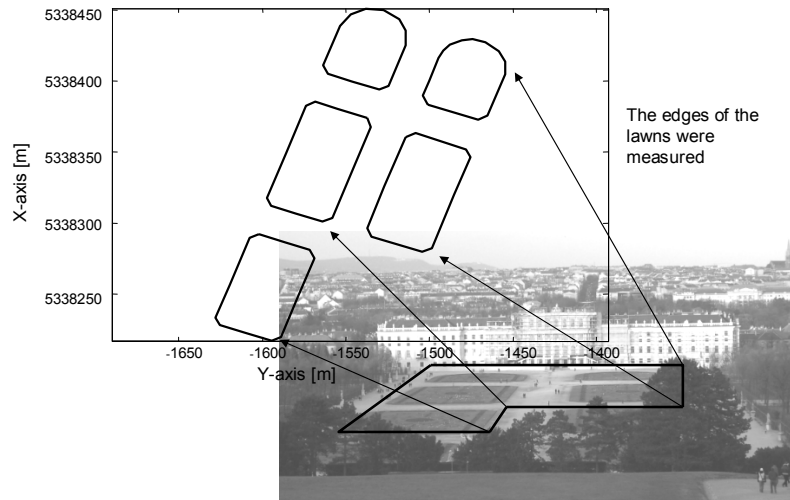 5338450
5338400
5338350
5338300
5338250
X-axis [m]
-1650
-1600
-1550
-1500
-1450
-1400
Y-axis [m]
The edges of the
lawns were
measured